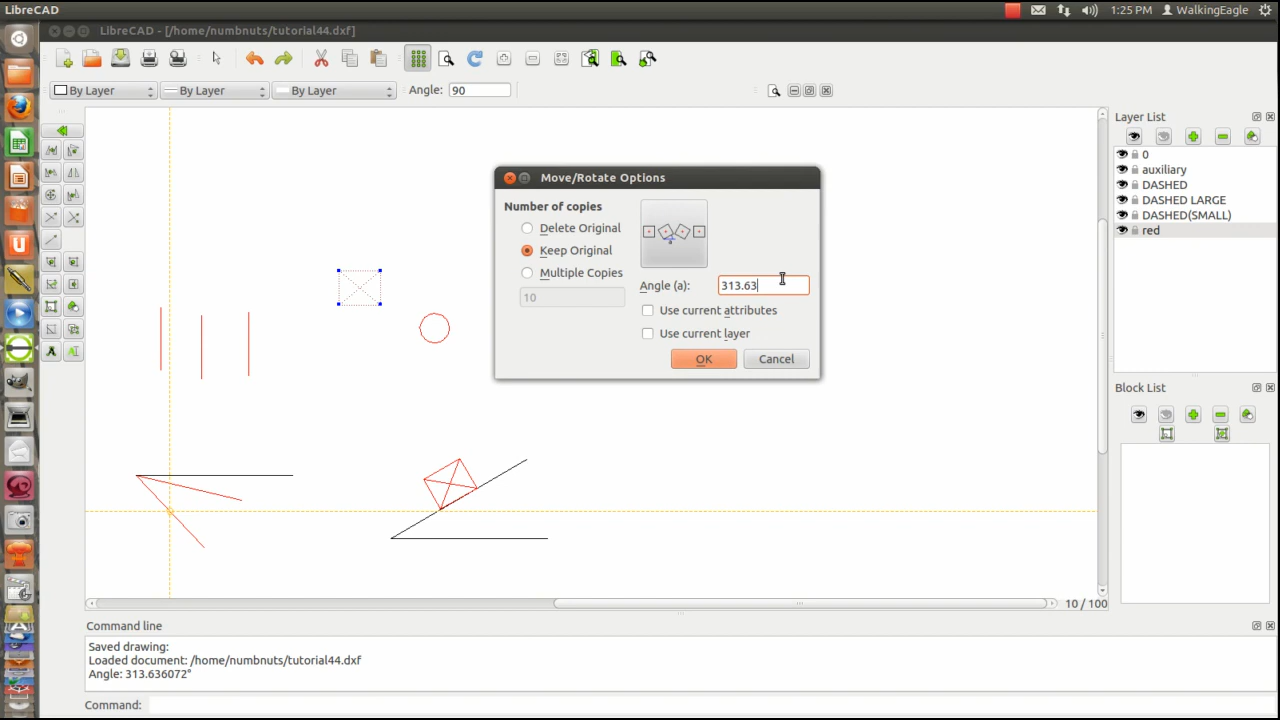 LibreCAD
1:25 PM
WalkingEagle
LibreCAD - [/home/numbnuts/tutorial44.dxf]
By Layer
By Layer
By Layer
Angle:
90
Layer List
0
auxiliary
DASHED
DASHED LARGE
DASHED(SMALL)
red
Move/Rotate Options
Number of copies
Delete Original
Keep Original
Multiple Copies
10
Angle (a):
313.63
Use current attributes
Use current layer
OK
Cancel
Block List
10 / 100
Command line
Saved drawing:
Loaded document: /home/numbnuts/tutorial44.dxf
Angle: 313.636072°
Command: